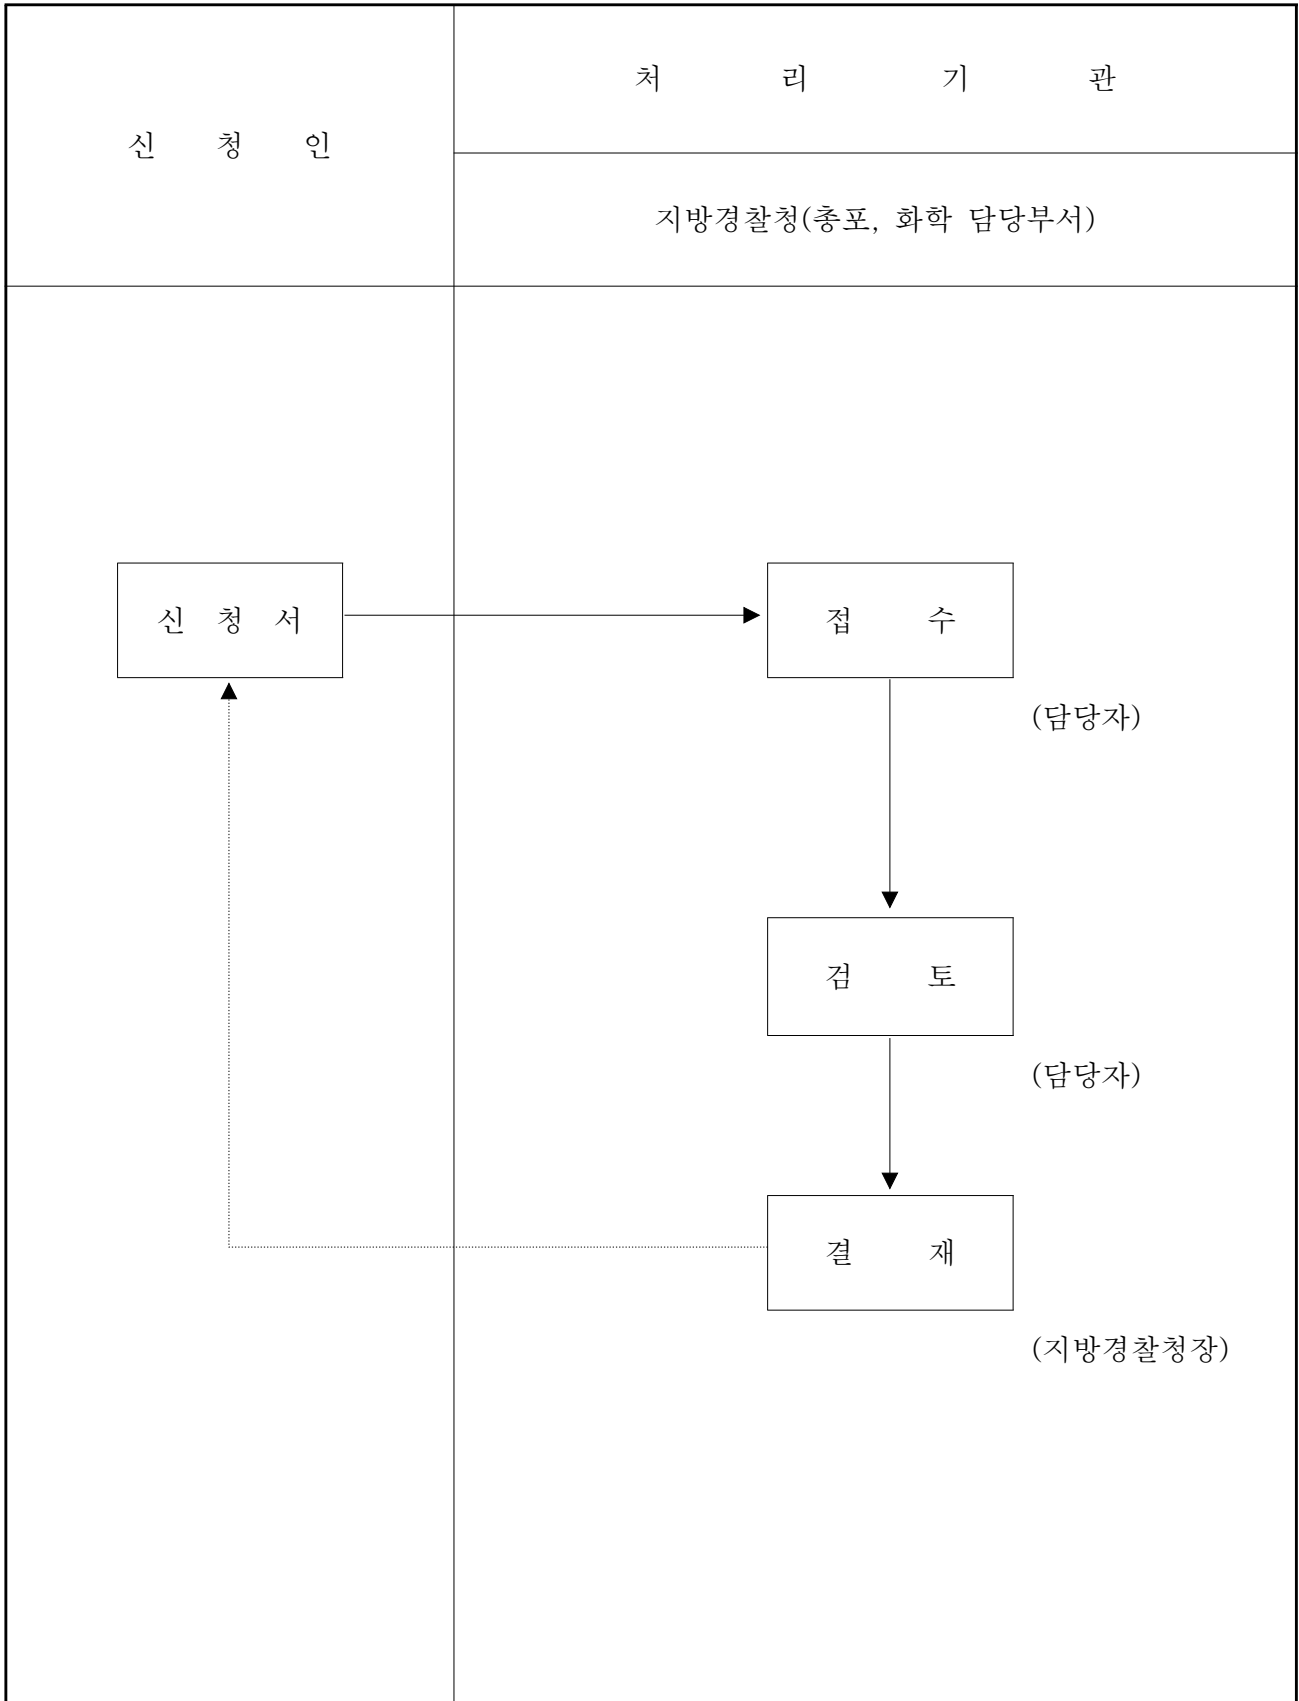 신 청 인
처 리 기 관
지방경찰청(총포, 화학 담당부서)
신 청 서
접 수
(담당자)
검 토
(담당자)
결 재
(지방경찰청장)